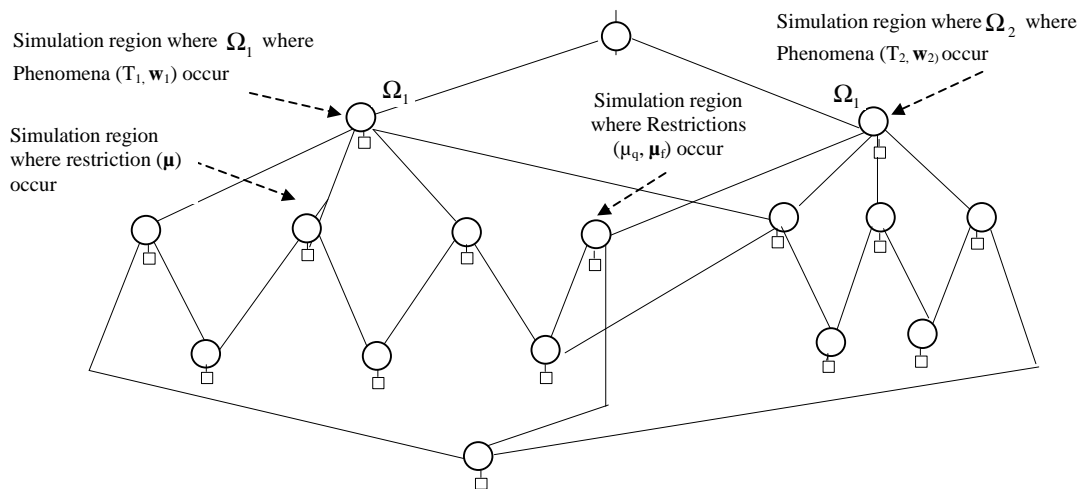 Simulation region where Ω1 where
Phenomena (T1, w1) occur
Simulation region where Ω2 where
Phenomena (T2, w2) occur
Ω1
Simulation region
where Restrictions
(μq, μf) occur
Ω1
Simulation region
where restriction (μ)
occur